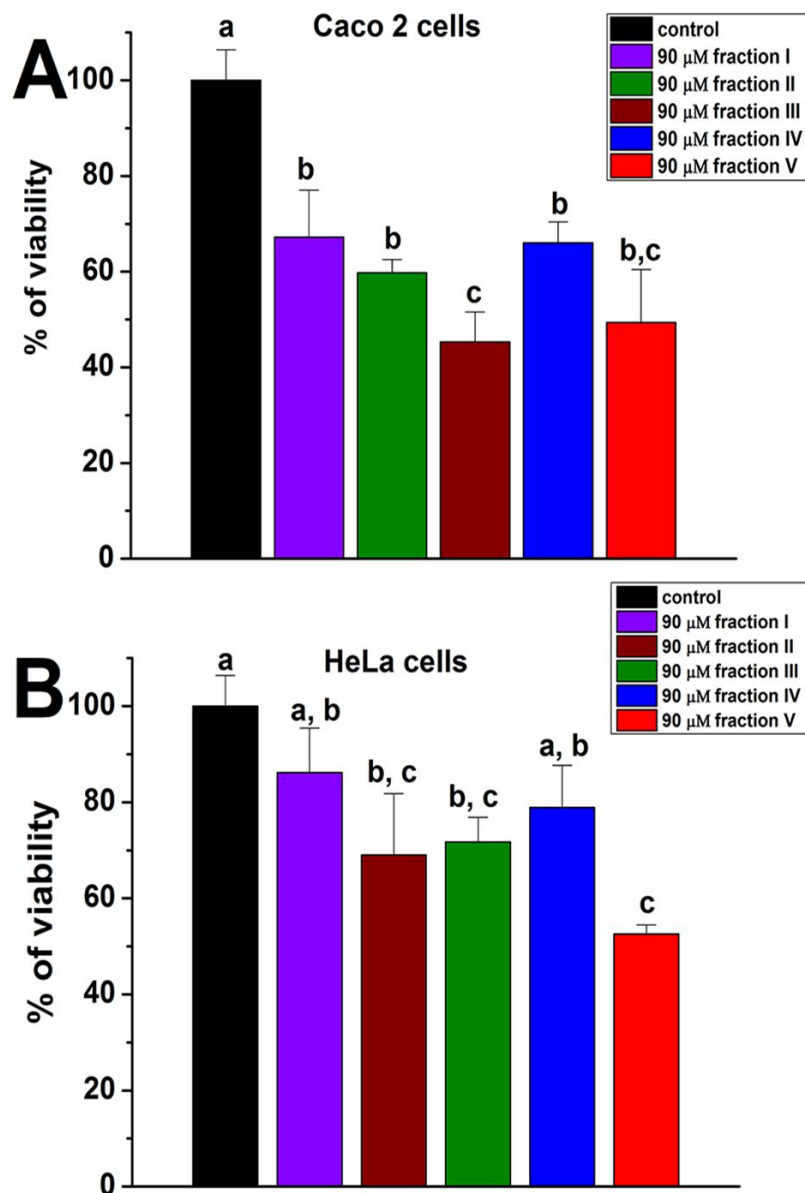 A
Caco 2 cells
control
90 µM fraction I
90 µM fraction II
90 µM fraction III
90 µM fraction IV
90 µM fraction V
% of viability
100
80
60
40
20
0
a
b
b
c
b
b,c
B
HeLa cells
control
90 µM fraction I
90 µM fraction II
90 µM fraction III
90 µM fraction IV
90 µM fraction V
% of viability
100
80
60
40
20
0
a
a, b
b, c
b, c
a, b
c